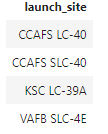 launch_site
CCAFS LC-40
CCAFS SLC-40
KSC LC-39A
VAFB SLC-4E